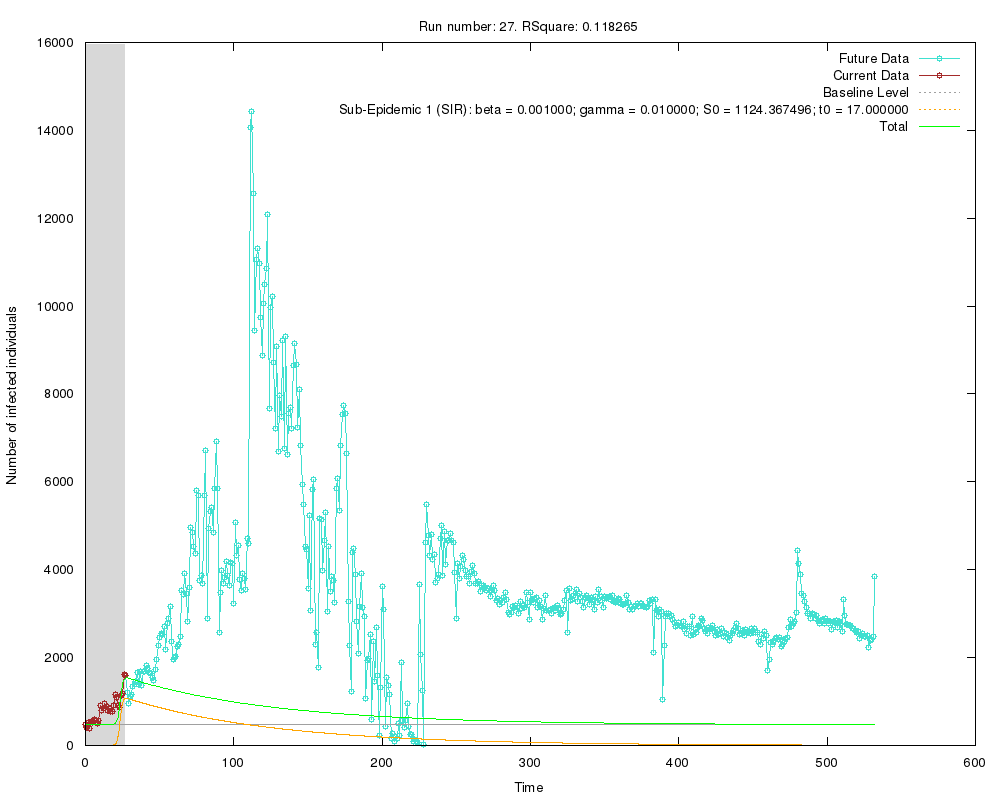 Run number: 27. RSquare: 0.118265
Future Data
Current Data
Baseline Level
Sub-Epidemic 1 (SIR): beta = 0.001000; gamma = 0.010000; S0 = 1124.367496; t0 = 17.000000
Total
Number of infected individuals
16000
14000
12000
10000
8000
6000
4000
2000
0
0 100 200 300 400 500 600
Time